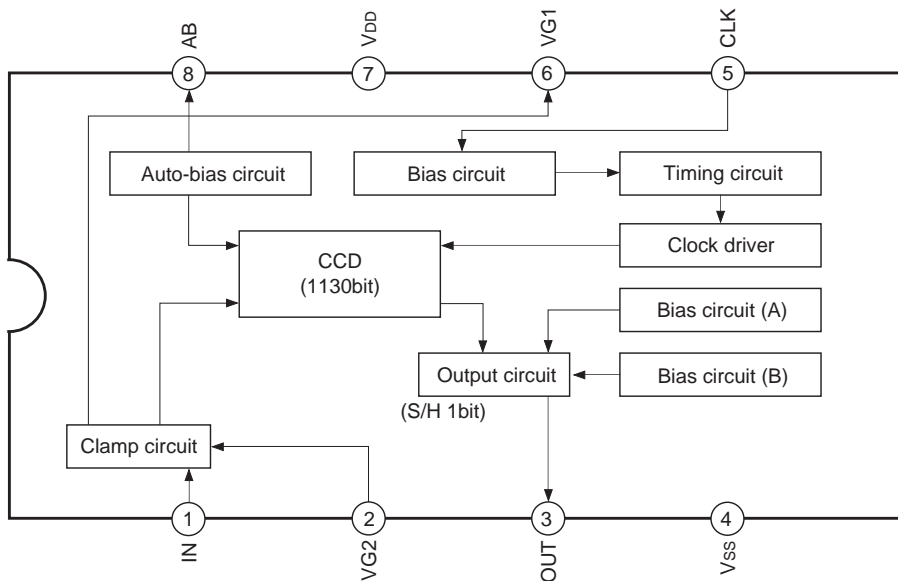 AB
VDD
VG1
CLK
8
7
6
5
Auto-bias circuit
Bias circuit
Timing circuit
CCD
(1130bit)
Clock driver
Bias circuit (A)
Output circuit
(S/H 1bit)
Bias circuit (B)
Clamp circuit
1
2
3
4
IN
VG2
OUT
VSS